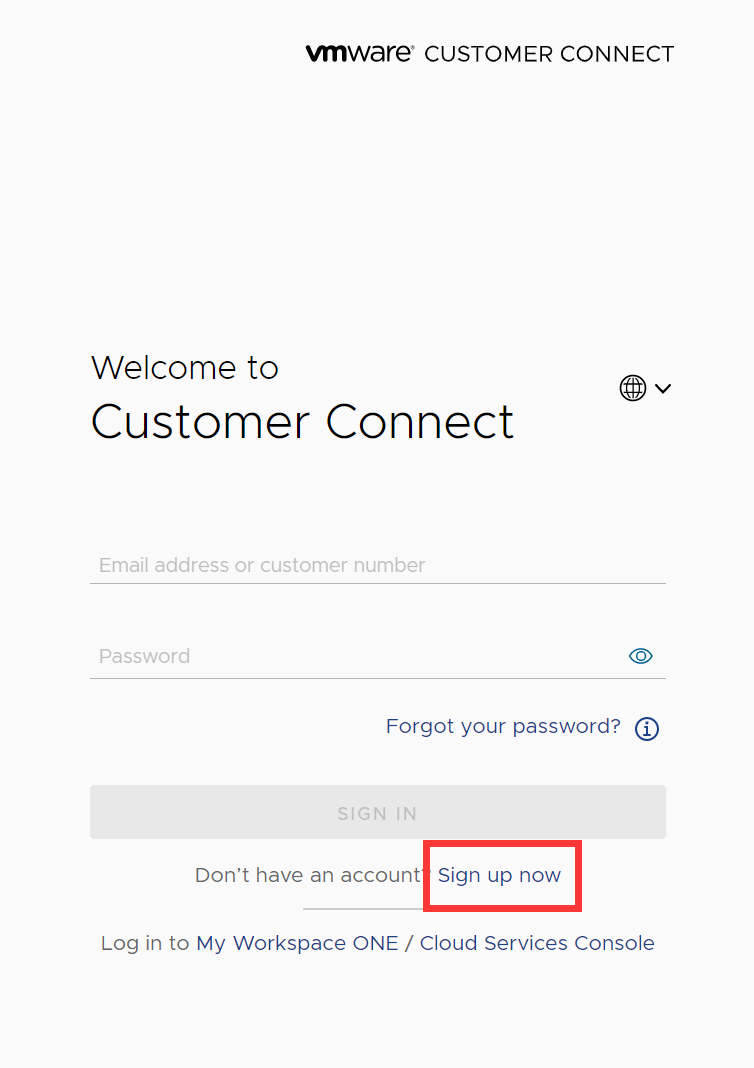 vmware® CUSTOMER CONNECT
Welcome to
Customer Connect
Email address or customer number
Password
Forgot your password?
SIGN IN
Don’t have an account? Sign up now
Log in to My Workspace ONE / Cloud Services Console